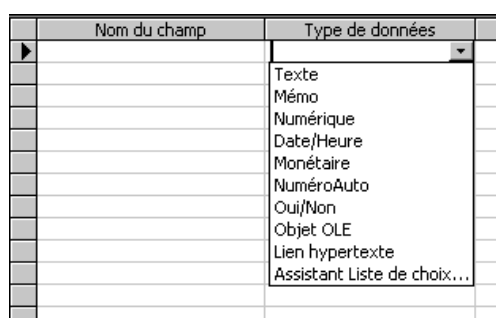 Nom du champ
Type de données
Texte
Mémo
Numérique
Date/Heure
Monétaire
NuméroAuto
Oui/Non
Objet OLE
Lien hypertexte
Assistant Liste de choix...